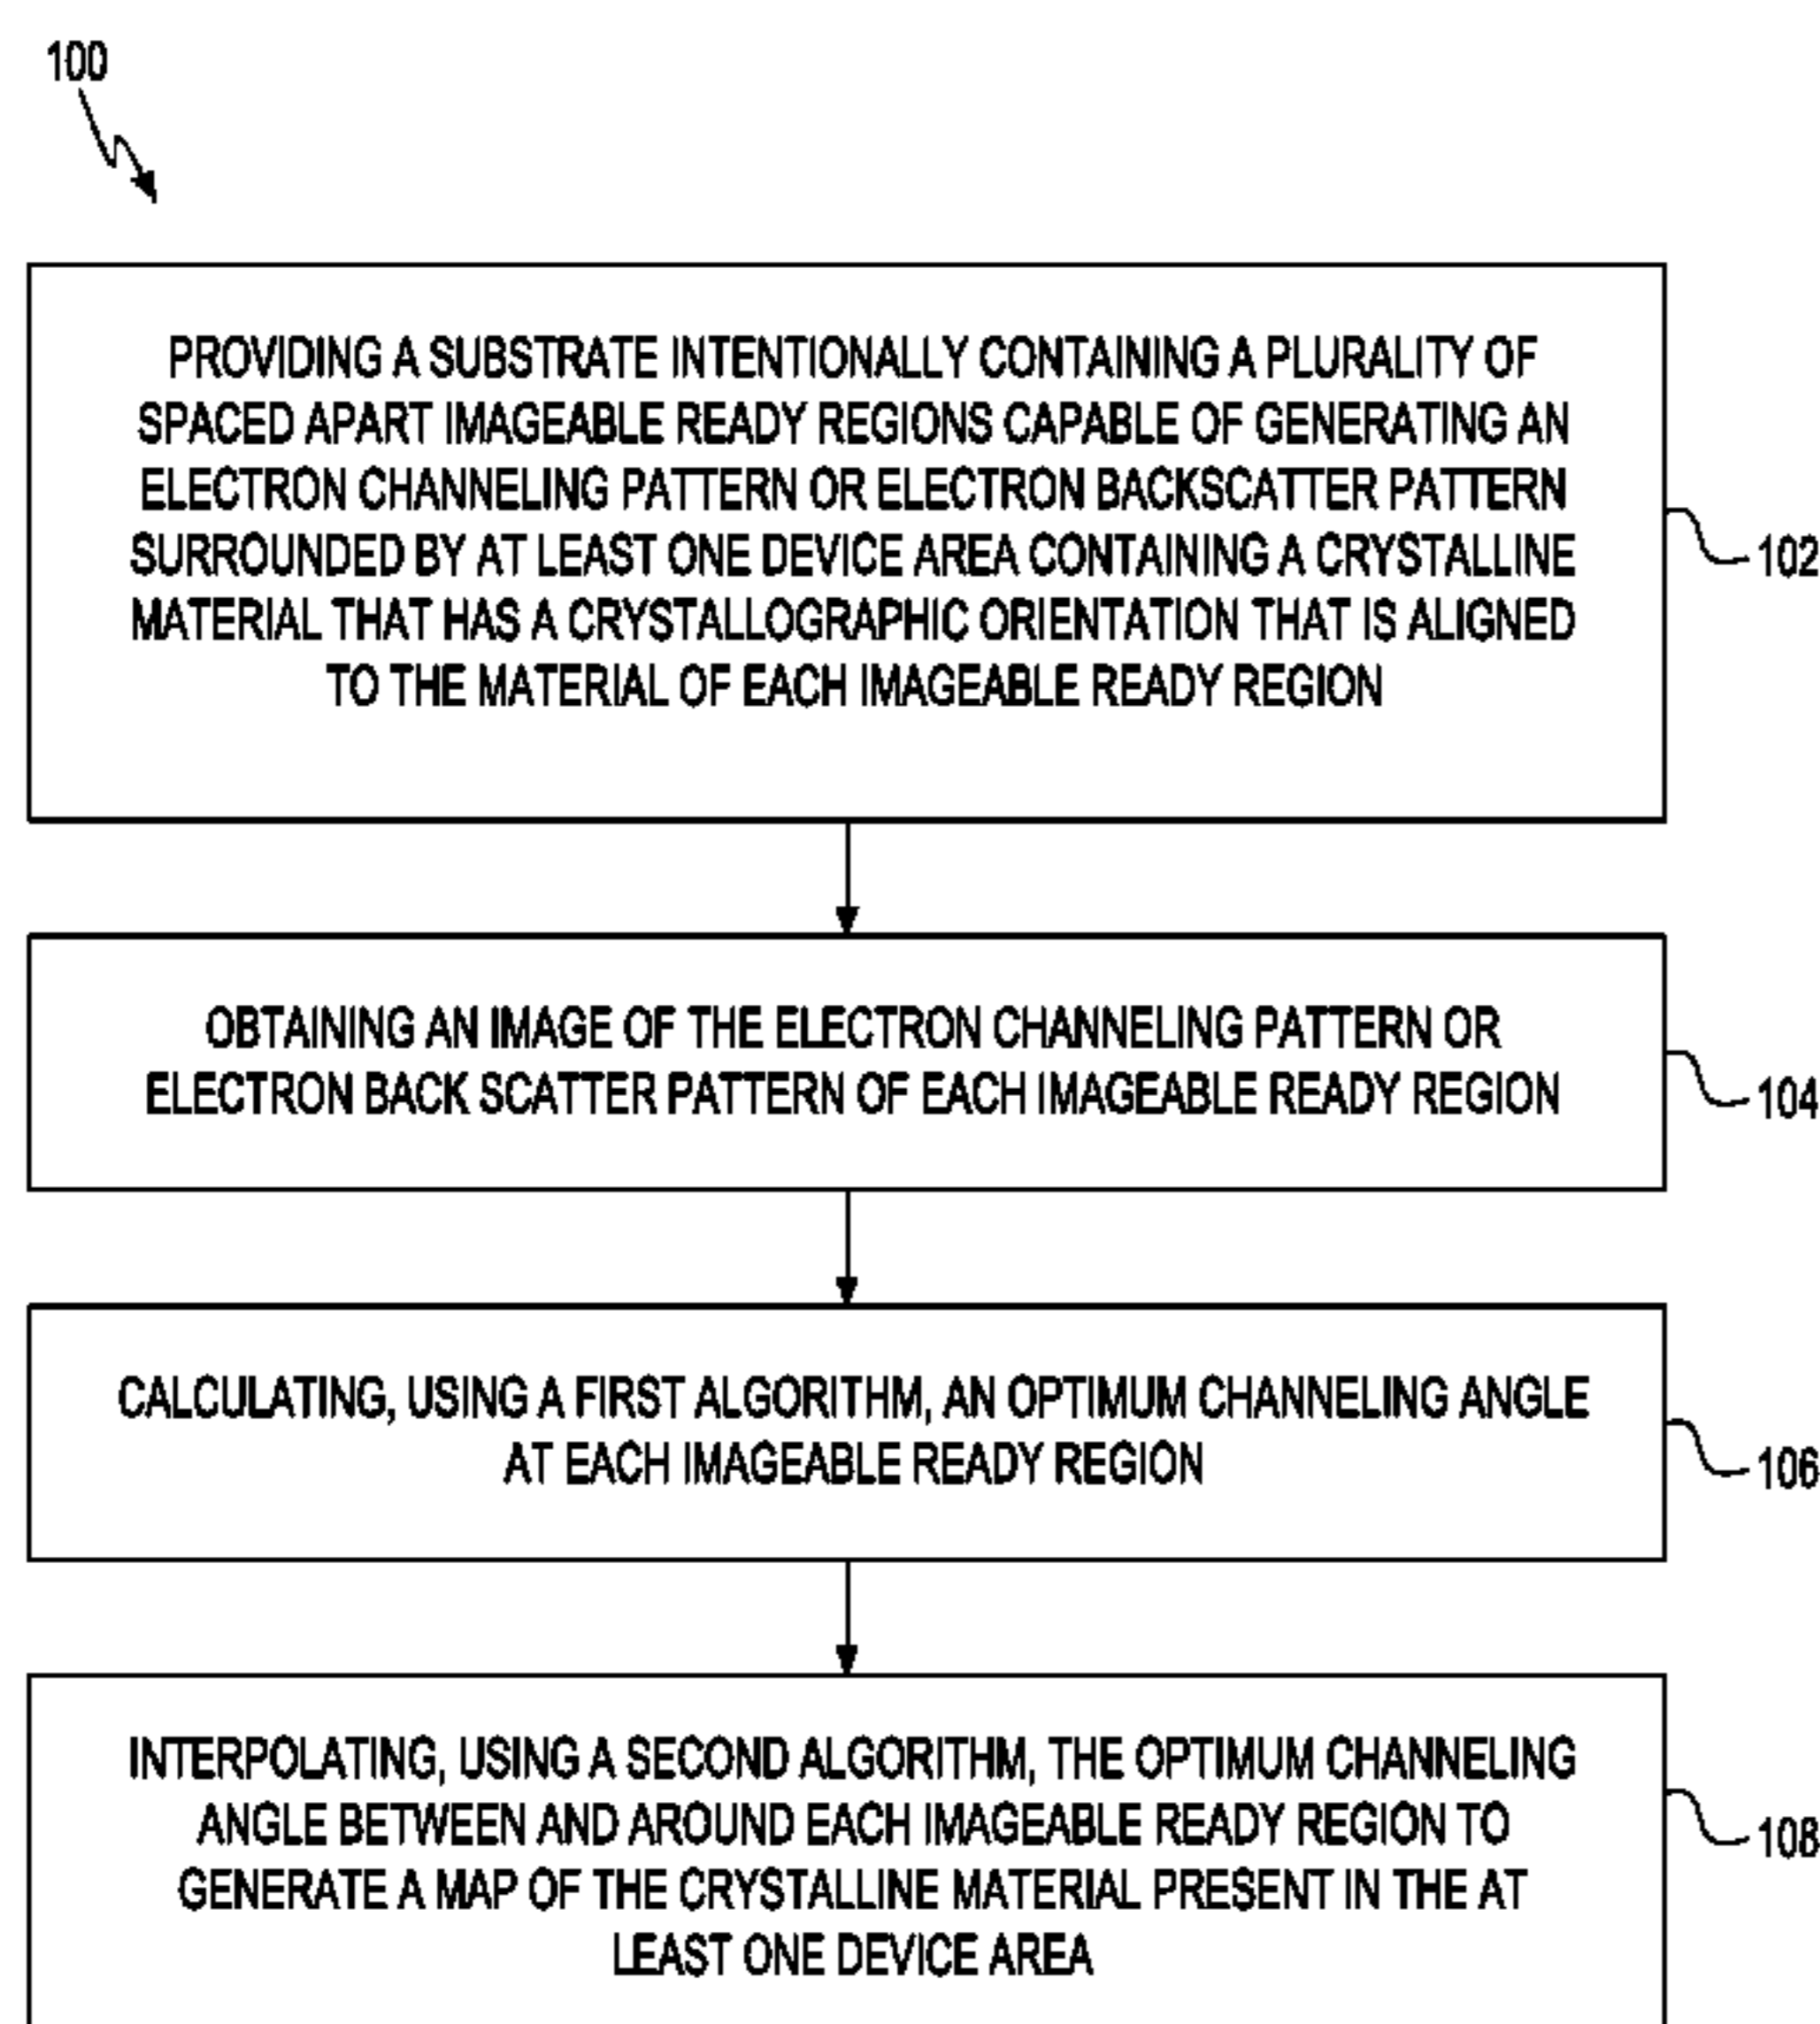 100
PROVIDING A SUBSTRATE INTENTIONALLY CONTAINING A PLURALITY OF
SPACED APART IMAGEABLE READY REGIONS CAPABLE OF GENERATING AN
ELECTRON CHANNELING PATTERN OR ELECTRON BACKSCATTER PATTERN
SURROUNDED BY AT LEAST ONE DEVICE AREA CONTAINING A CRYSTALLINE
MATERIAL THAT HAS A CRYSTALLOGRAPHIC ORIENTATION THAT IS ALIGNED
TO THE MATERIAL OF EACH IMAGEABLE READY REGION
102
OBTAINING AN IMAGE OF THE ELECTRON CHANNELING PATTERN OR
ELECTRON BACK SCATTER PATTERN OF EACH IMAGEABLE READY REGION
104
CALCULATING, USING A FIRST ALGORITHM, AN OPTIMUM CHANNELING ANGLE
AT EACH IMAGEABLE READY REGION
106
INTERPOLATING, USING A SECOND ALGORITHM, THE OPTIMUM CHANNELING
ANGLE BETWEEN AND AROUND EACH IMAGEABLE READY REGION TO
GENERATE A MAP OF THE CRYSTALLINE MATERIAL PRESENT IN THE AT
LEAST ONE DEVICE AREA
108